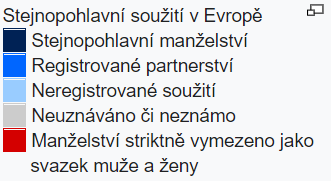 Stejnopohlavní soužití v Evropě
Stejnopohlavní manželství
Registrované partnerství
Neregistrované soužití
Neuznáváno či neznámo
Manželství striktně vymezeno jako
svazek muže a ženy